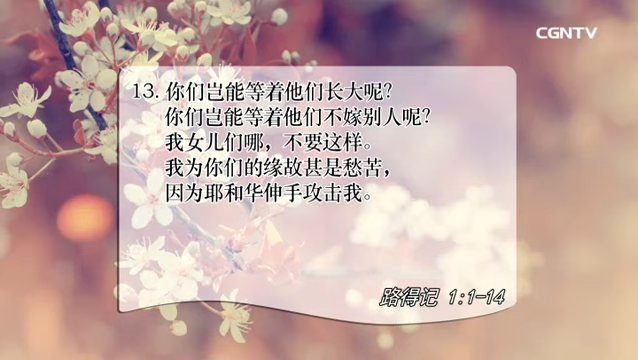 CGNTV
13. 你们岂能等着他们长大呢？
你们岂能等着他们不嫁别人呢？
我女儿们哪，不要这样。
我为你们的缘故甚是愁苦，
因为耶和华伸手攻击我。
路得记 1:1-14